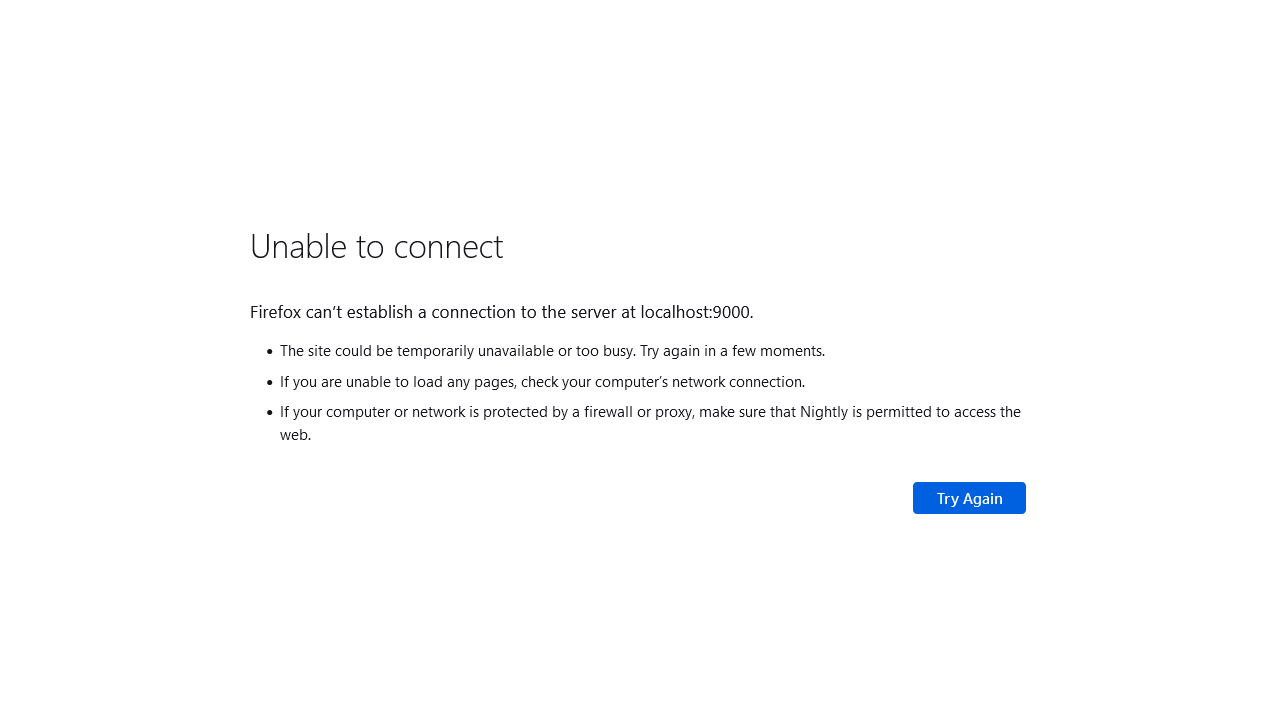 Unable to connect
Firefox can’t establish a connection to the server at localhost:9000.
• The site could be temporarily unavailable or too busy. Try again in a few moments.
• If you are unable to load any pages, check your computer’s network connection.
• If your computer or network is protected by a firewall or proxy, make sure that Nightly is permitted to access the
web.
Try Again